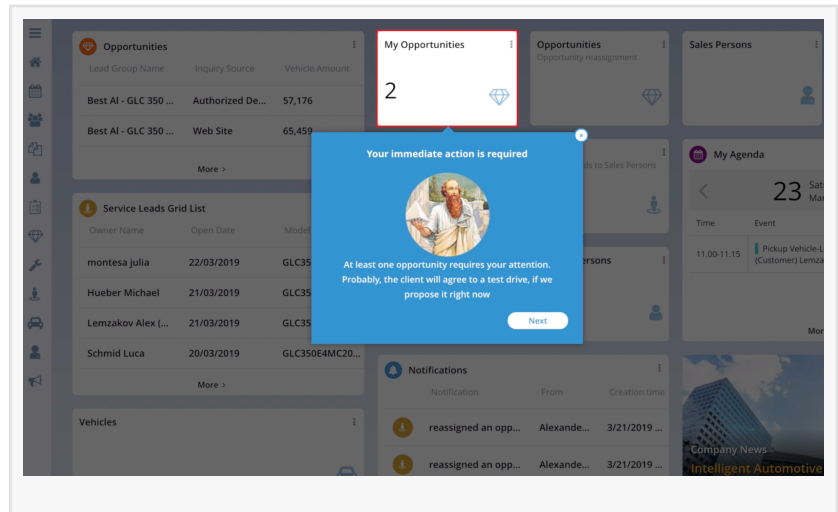 Opportunities
Lead Group Name Inquiry Source Vehicle Amount
Best Al - GLC 350 ... Authorized De... 57,176
Best Al - GLC 350 ... Web Site 65,459
More >
My Opportunities
2
Opportunities
Opportunity reassignment
Sales Persons
Your immediate action is required
At least one opportunity requires your attention.
Probably, the client will agree to a test drive, if we
propose it right now
Next
ds to Sales Persons
My Agenda
23 Sat
Mar
Time Event
11.00-11.15 Pickup Vehicle-L
(Customer) Lemza
Mor
Service Leads Grid List
Owner Name Open Date Model
montesa julia 22/03/2019 GLC35
Hueber Michael 21/03/2019 GLC35
Lemzakov Alex (... 21/03/2019 GLC35
Schmid Luca 20/03/2019 GLC350E4MC20...
More >
ersons
Notifications
Notification From Creation time
reassigned an opp... Alexande... 3/21/2019 ...
reassigned an opp... Alexande... 3/21/2019 ...
Vehicles
Company News
Intelligent Automotive